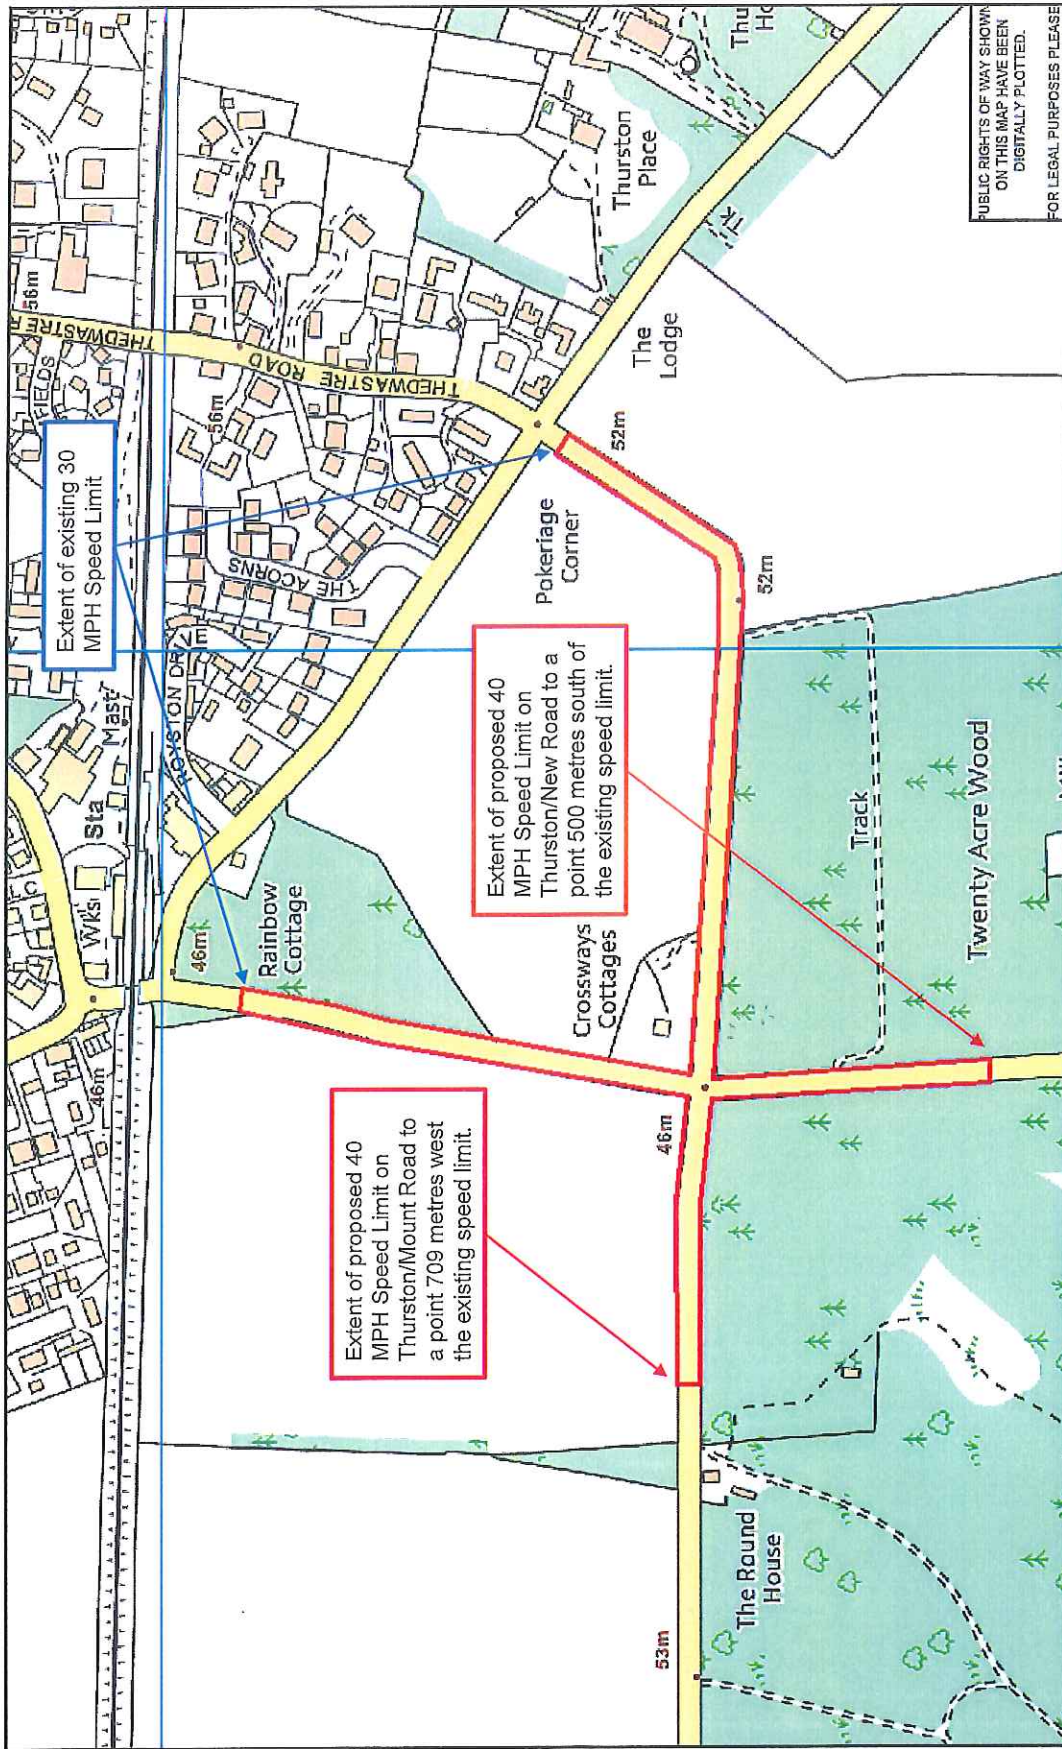 56m
THEDWASTRE R
FIELDS
Extent of existing 30
MPH Speed Limit
Mast
Sta
Wks
46m
56m
THEDWASTRE ROAD
THE ACORNS
ROYSTON DRIVE
46m
Rainbow
Cottage
Thurston
Place
TK
The
Lodge
52m
Pokeriage
Corner
52m
Extent of proposed 40
MPH Speed Limit on
Thurston/New Road to a
point 500 metres south of
the existing speed limit.
Crossways
Cottages
Extent of proposed 40
MPH Speed Limit on
Thurston/Mount Road to
a point 709 metres west
the existing speed limit.
46m
53m
The Round
House
Track
Twenty Acre Wood
PUBLIC RIGHTS OF WAY SHOWN
ON THIS MAP HAVE BEEN
DIGITALLY PLOTTED.
FOR LEGAL PURPOSES PLEASE